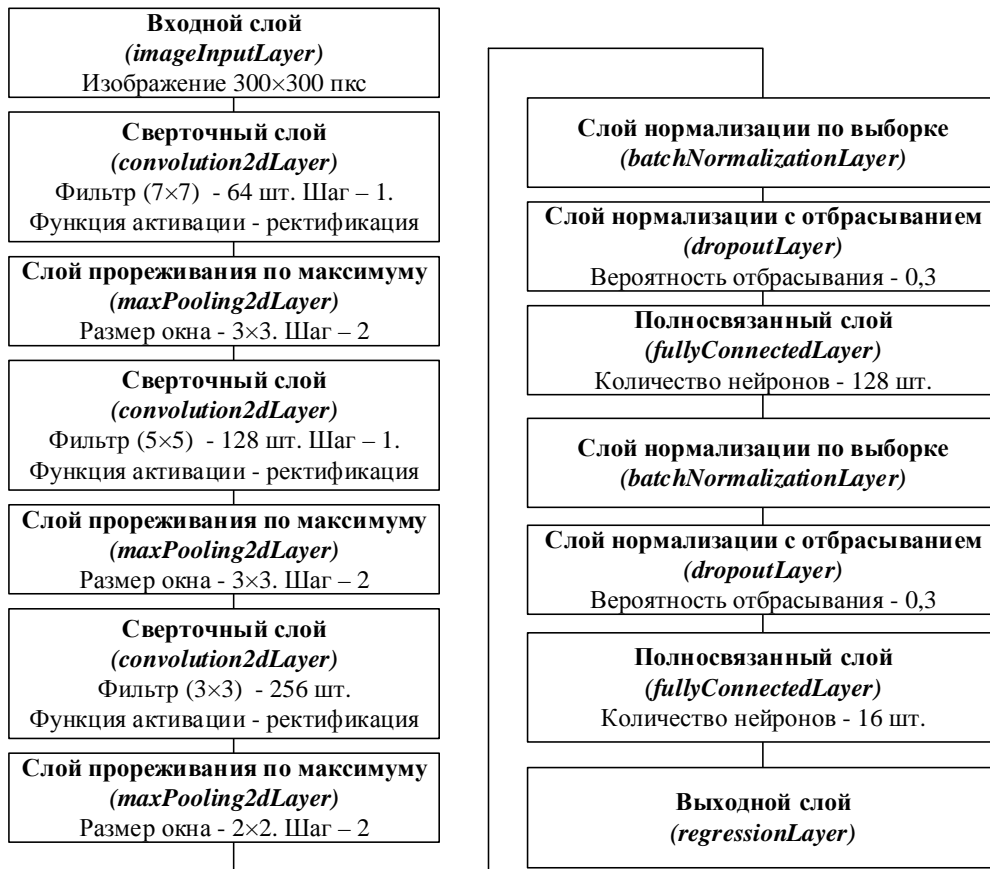 Входной слой
(imageInputLayer)
Изображение 300×300 пкс
Сверточный слой
(convolution2dLayer)
Фильтр (7×7) - 64 шт. Шаг – 1.
Функция активации - ректификация
Слой прореживания по максимуму
(maxPooling2dLayer)
Размер окна - 3×3. Шаг – 2
Сверточный слой
(convolution2dLayer)
Фильтр (5×5) - 128 шт. Шаг – 1.
Функция активации - ректификация
Слой прореживания по максимуму
(maxPooling2dLayer)
Размер окна - 3×3. Шаг – 2
Сверточный слой
(convolution2dLayer)
Фильтр (3×3) - 256 шт.
Функция активации - ректификация
Слой прореживания по максимуму
(maxPooling2dLayer)
Размер окна - 2×2. Шаг – 2
Слой нормализации по выборке
(batchNormalizationLayer)
Слой нормализации с отбрасыванием
(dropoutLayer)
Вероятность отбрасывания - 0,3
Полносвязанный слой
(fullyConnectedLayer)
Количество нейронов - 128 шт.
Слой нормализации по выборке
(batchNormalizationLayer)
Слой нормализации с отбрасыванием
(dropoutLayer)
Вероятность отбрасывания - 0,3
Полносвязанный слой
(fullyConnectedLayer)
Количество нейронов - 16 шт.
Выходной слой
(regressionLayer)